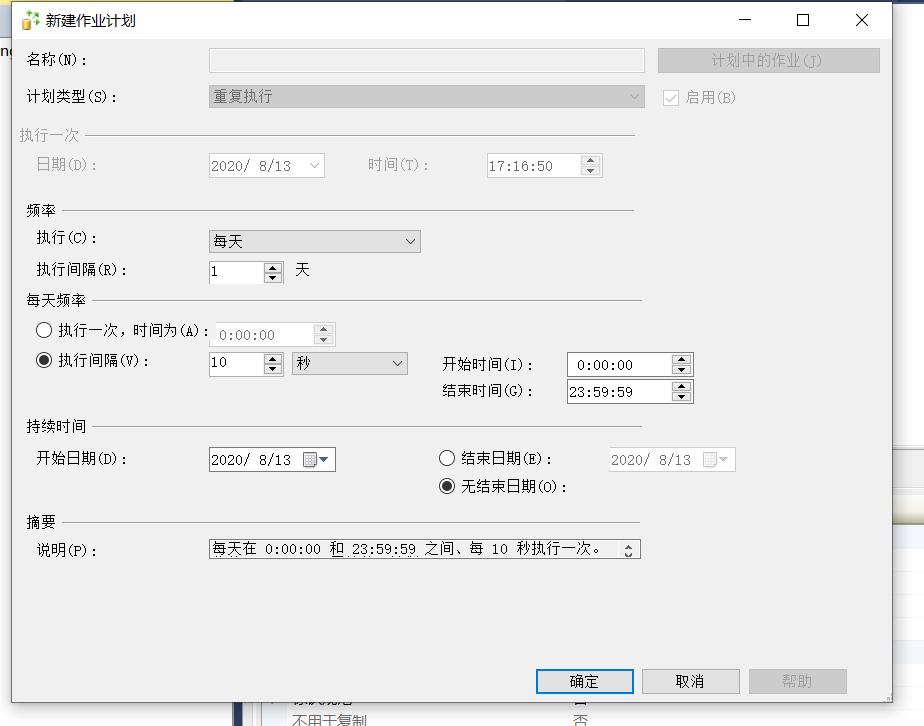 新建作业计划
名称(N):
计划中的作业(J)
计划类型(S):
重复执行
启用(B)
执行一次
日期(D):
2020/ 8/13
时间(T):
17:16:50
频率
执行(C):
每天
执行间隔(R):
1
天
每天频率
执行一次，时间为(A):
0:00:00
执行间隔(V):
10
秒
开始时间(I):
0:00:00
结束时间(G):
23:59:59
持续时间
开始日期(D):
2020/ 8/13
结束日期(E):
2020/ 8/13
无结束日期(O):
摘要
说明(P):
每天在 0:00:00 和 23:59:59 之间、每 10 秒执行一次。
确定
取消
帮助
不用于复制
否